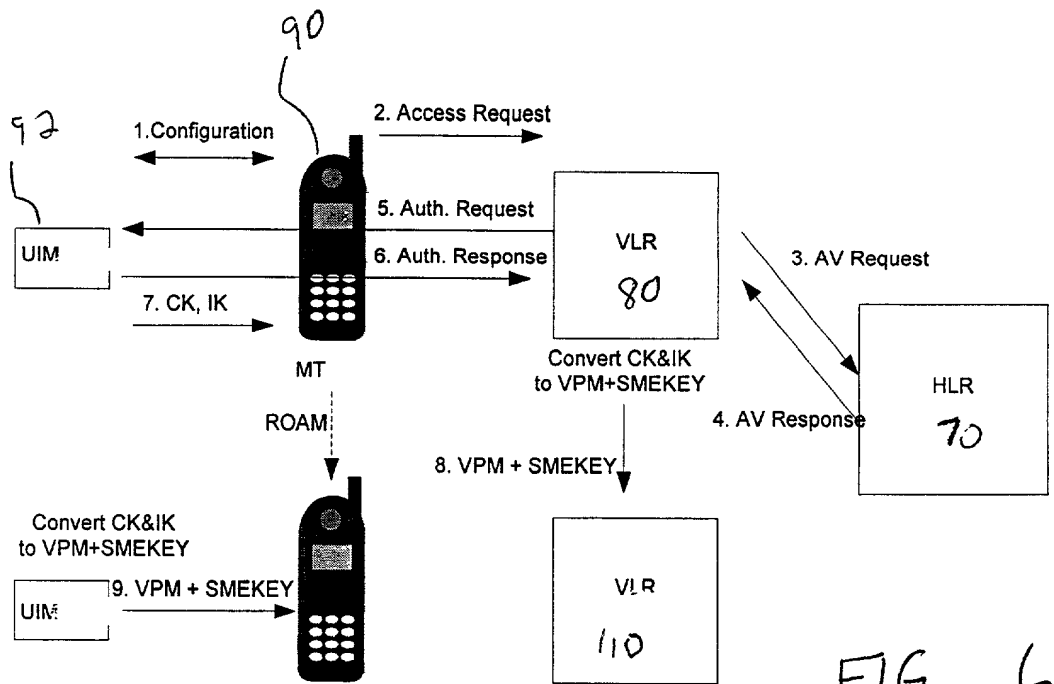 90
92
1.Configuration
2. Access Request
5. Auth. Request
UIM
VLR
80
3. AV Request
6. Auth. Response
7. CK, IK
MT
Convert CK&IK
to VPM+SMEKEY
HLR
70
4. AV Response
ROAM
8. VPM + SMEKEY
Convert CK&IK
to VPM+SMEKEY
9. VPM + SMEKEY
UIM
VLR
110
FIG 6